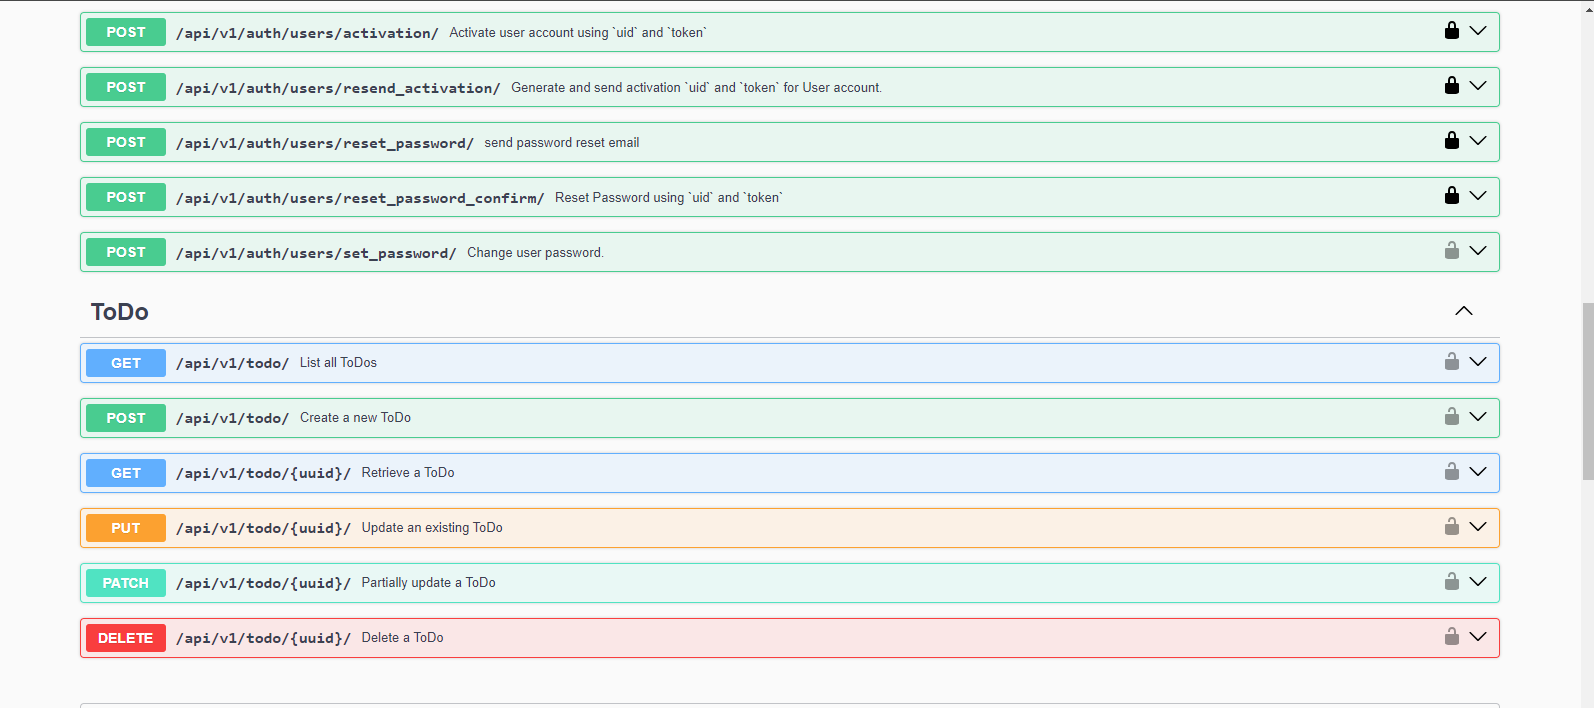 POST /api/v1/auth/users/activation/ Activate user account using `uid` and `token`
POST /api/v1/auth/users/resend_activation/ Generate and send activation `uid` and `token` for User account.
POST /api/v1/auth/users/reset_password/ send password reset email
POST /api/v1/auth/users/reset_password_confirm/ Reset Password using `uid` and `token`
POST /api/v1/auth/users/set_password/ Change user password.
ToDo
GET /api/v1/todo/ List all ToDos
POST /api/v1/todo/ Create a new ToDo
GET /api/v1/todo/{uuid}/ Retrieve a ToDo
PUT /api/v1/todo/{uuid}/ Update an existing ToDo
PATCH /api/v1/todo/{uuid}/ Partially update a ToDo
DELETE /api/v1/todo/{uuid}/ Delete a ToDo